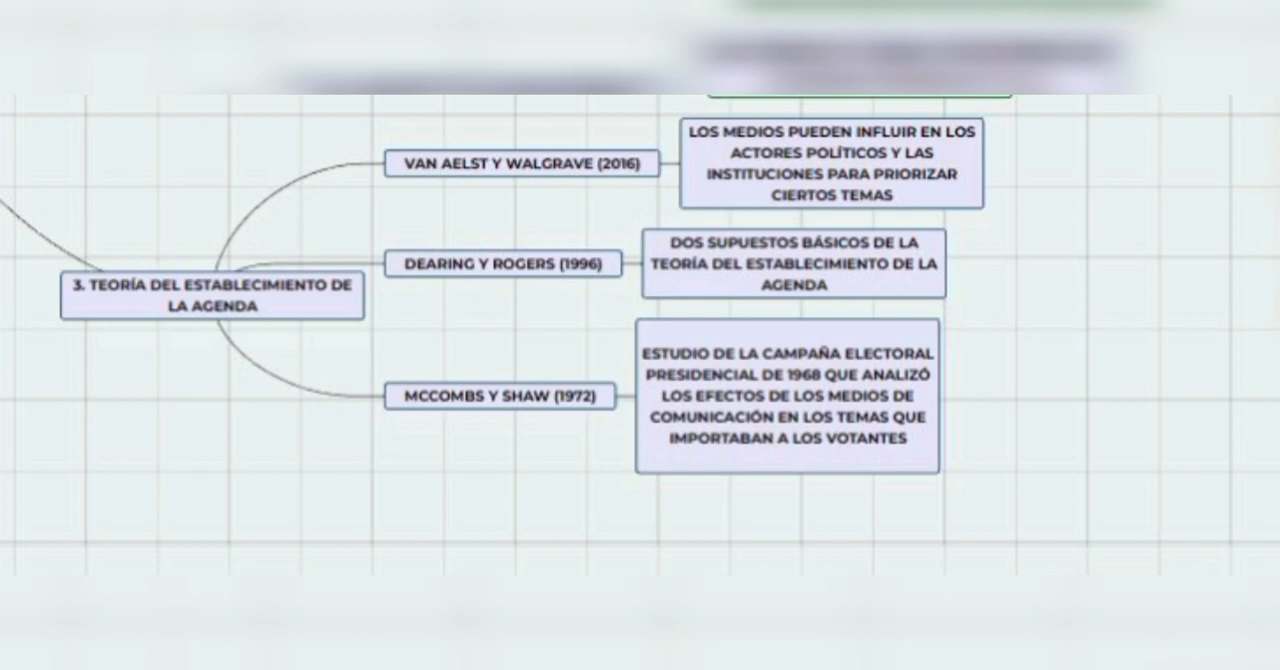 VAN AELST Y WALGRAVE (2016)
LOS MEDIOS PUEDEN INFLUIR EN LOS
ACTORES POLÍTICOS Y LAS
INSTITUCIONES PARA PRIORIZAR
CIERTOS TEMAS
DEARING Y ROGERS (1996)
DOS SUPUESTOS BÁSICOS DE LA
TEORÍA DEL ESTABLECIMIENTO DE LA
AGENDA
3. TEORÍA DEL ESTABLECIMIENTO DE
LA AGENDA
MCCOMBS Y SHAW (1972)
ESTUDIO DE LA CAMPAÑA ELECTORAL
PRESIDENCIAL DE 1968 QUE ANALIZÓ
LOS EFECTOS DE LOS MEDIOS DE
COMUNICACIÓN EN LOS TEMAS QUE
IMPORTABAN A LOS VOTANTES